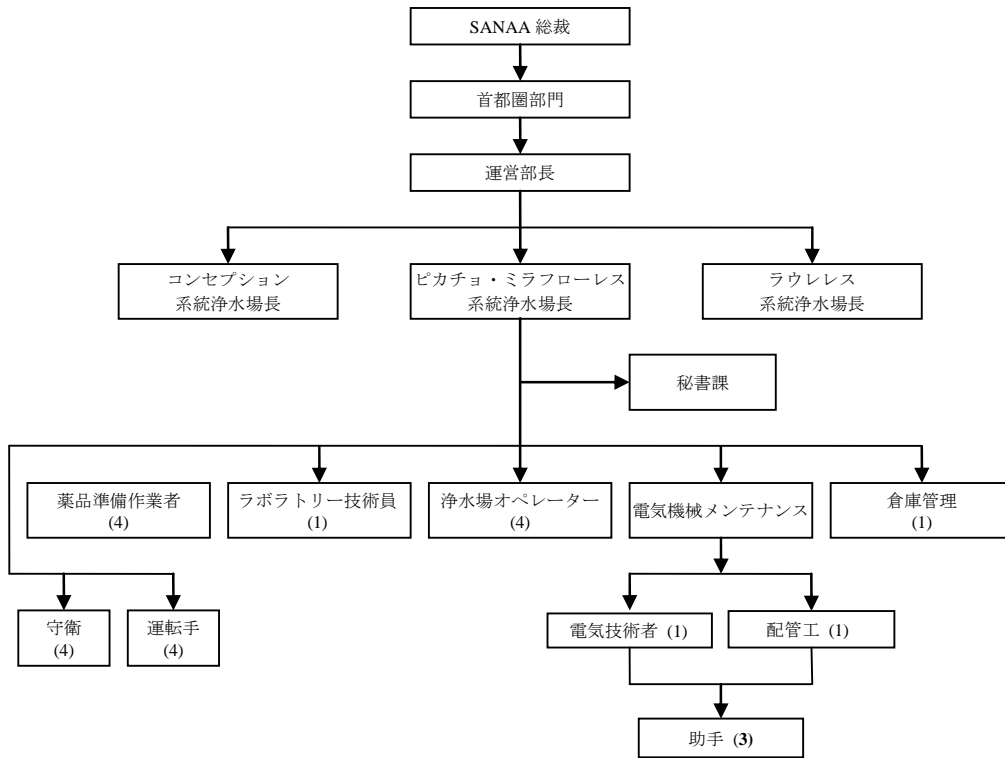 SANAA 総裁
首都圏部門
運営部長
コンセプション
系統浄水場長
ピカチョ・ミラフローレス
系統浄水場長
ラウレレス
系統浄水場長
秘書課
薬品準備作業者
(4)
ラボラトリー技術員
(1)
浄水場オペレーター
(4)
電気機械メンテナンス
倉庫管理
(1)
守衛
(4)
運転手
(4)
電気技術者 (1)
配管工 (1)
助手 (3)